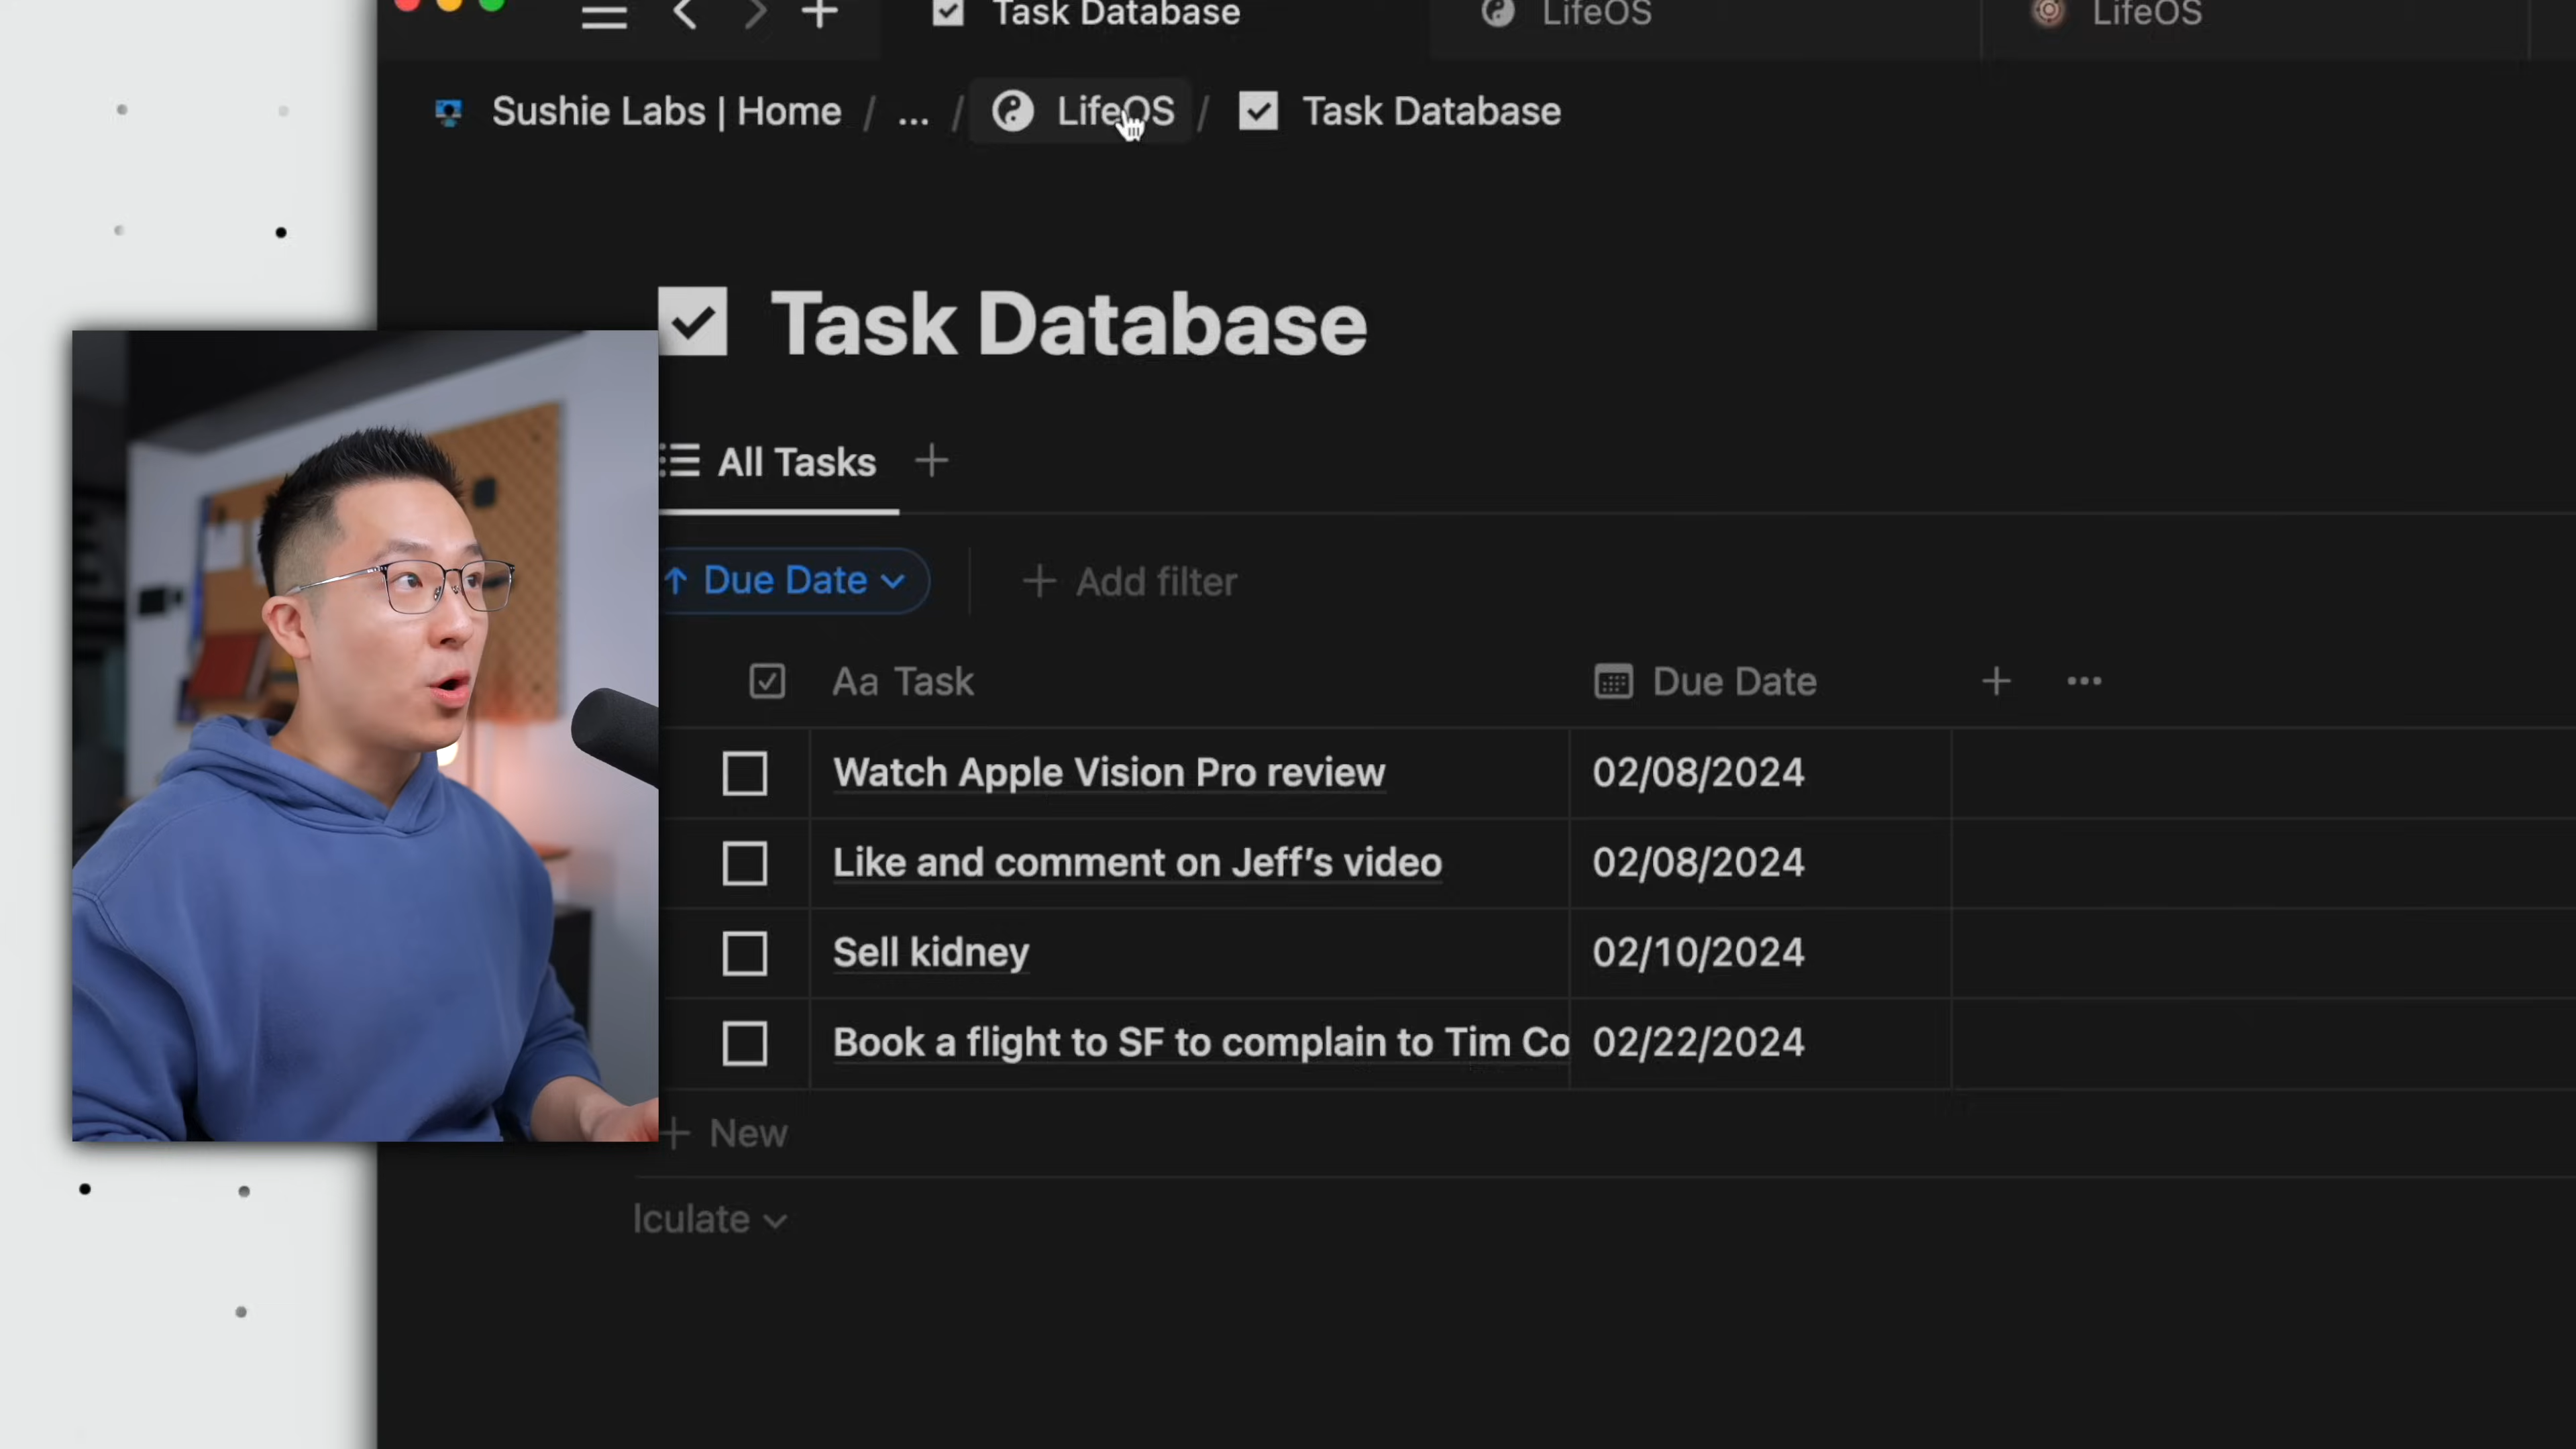 Task Database
LifeOS
LifeOS
Sushie Labs | Home / ... / LifeOS / Task Database
Task Database
All Tasks +
↑ Due Date
+ Add filter
Aa Task
Due Date
+ ...
Watch Apple Vision Pro review 02/08/2024
Like and comment on Jeff's video 02/08/2024
Sell kidney 02/10/2024
Book a flight to SF to complain to Tim Co 02/22/2024
+ New
lculate